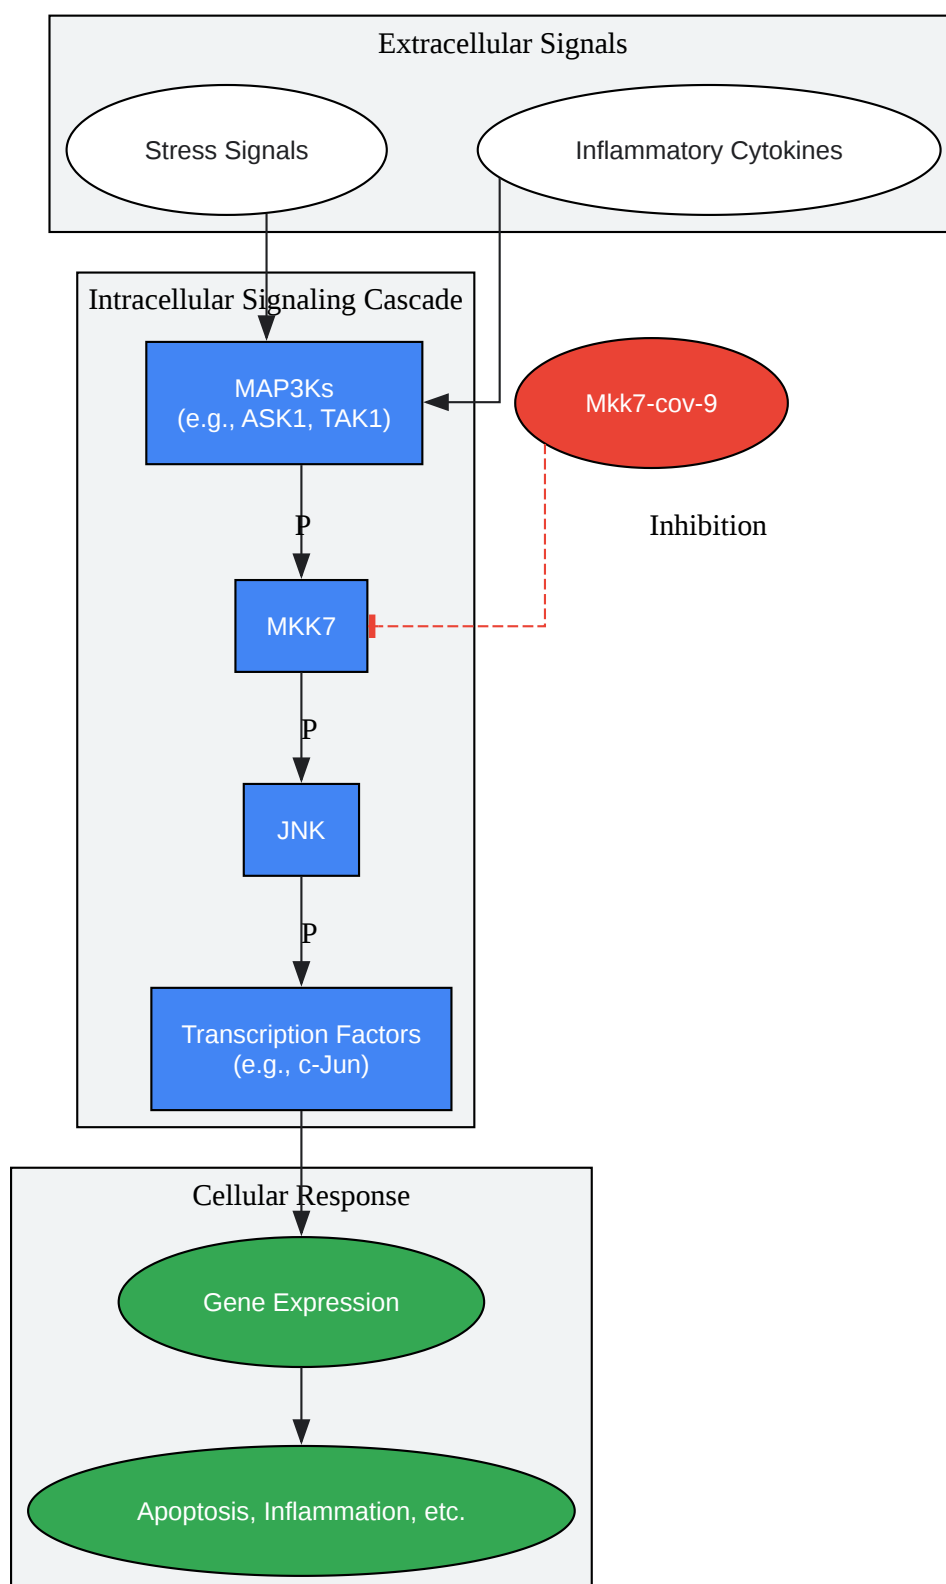 Extracellular Signals
Stress Signals
Inflammatory Cytokines
Intracellular Signaling Cascade
MAP3Ks
(e.g., ASK1, TAK1)
Mkk7-cov-9
P
Inhibition
MKK7
P
JNK
P
Transcription Factors
(e.g., c-Jun)
Cellular Response
Gene Expression
Apoptosis, Inflammation, etc.